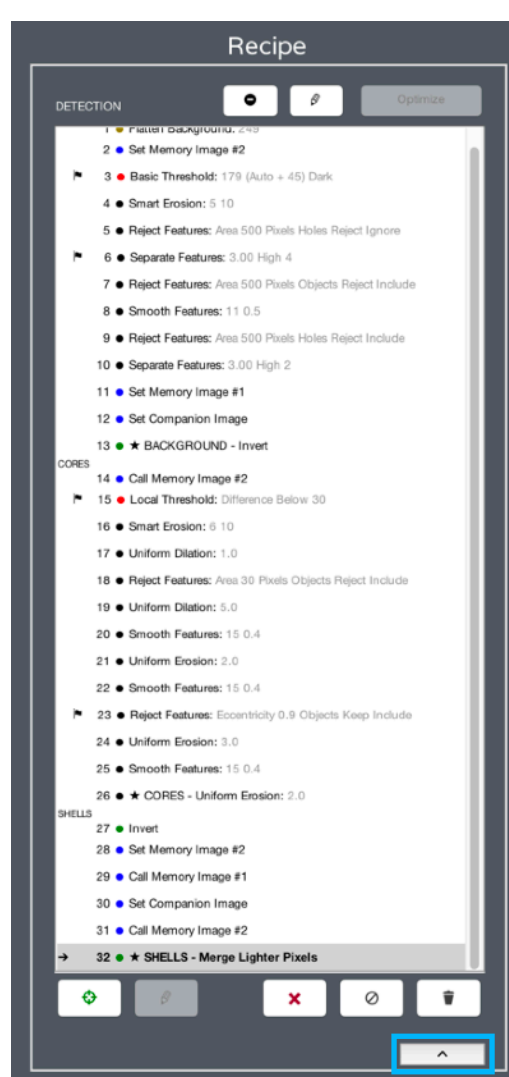 Recipe
DETECTION
Optimize
1 Flatten Background: 249
2 Set Memory Image #2
3 Basic Threshold: 179 (Auto + 45) Dark
4 Smart Erosion: 5 10
5 Reject Features: Area 500 Pixels Holes Reject Ignore
6 Separate Features: 3.00 High 4
7 Reject Features: Area 500 Pixels Objects Reject Include
8 Smooth Features: 11 0.5
9 Reject Features: Area 500 Pixels Holes Reject Include
10 Separate Features: 3.00 High 2
11 Set Memory Image #1
12 Set Companion Image
13 ★ BACKGROUND - Invert
CORES
14 Call Memory Image #2
15 Local Threshold: Difference Below 30
16 Smart Erosion: 6 10
17 Uniform Dilation: 1.0
18 Reject Features: Area 30 Pixels Objects Reject Include
19 Uniform Dilation: 5.0
20 Smooth Features: 15 0.4
21 Uniform Erosion: 2.0
22 Smooth Features: 15 0.4
23 Reject Features: Eccentricity 0.9 Objects Keep Include
24 Uniform Erosion: 3.0
25 Smooth Features: 15 0.4
26 ★ CORES - Uniform Erosion: 2.0
SHELLS
27 Invert
28 Set Memory Image #2
29 Call Memory Image #1
30 Set Companion Image
31 Call Memory Image #2
32 ★ SHELLS - Merge Lighter Pixels